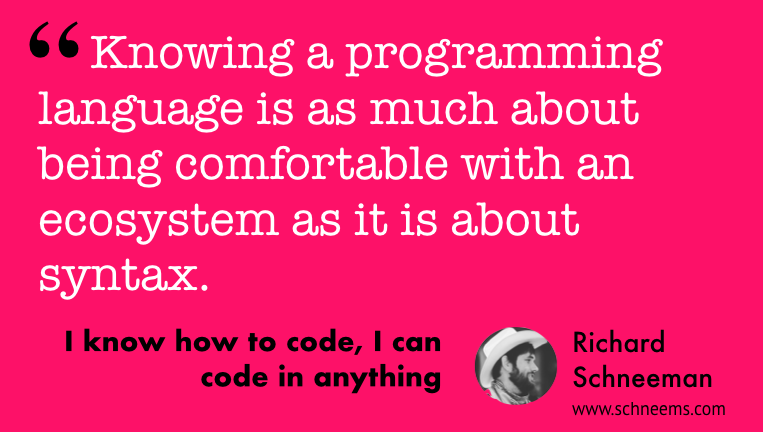 “ Knowing a programming
language is as much about
being comfortable with an
ecosystem as it is about
syntax.
I know how to code, I can
code in anything
Richard
Schneeman
www.schneems.com